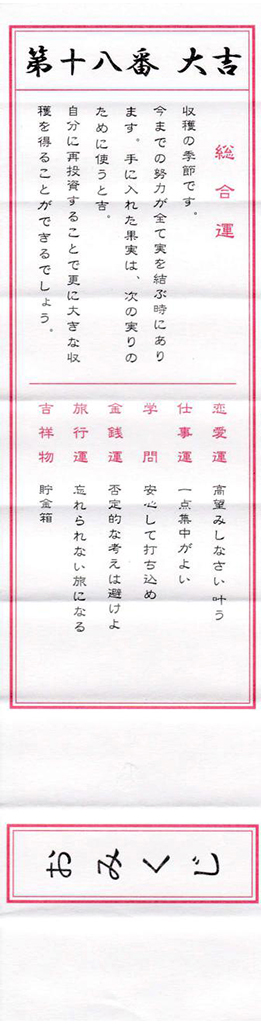 第十八番 大吉
総合運
収穫の季節です。
今までの努力が全て実を結ぶ時にあり
ます。手に入れた果実は、次の実りの
ために使うと吉。
自分に再投資することで更に大きな収
穫を得ることができるでしょう。
恋愛運 高望みしなさい 叶う
仕事運 一点集中がよい
学問 安心して打ち込め
金銭運 否定的な考えは避けよ
旅行運 忘れられない旅になる
吉祥物 貯金箱
おみくじ